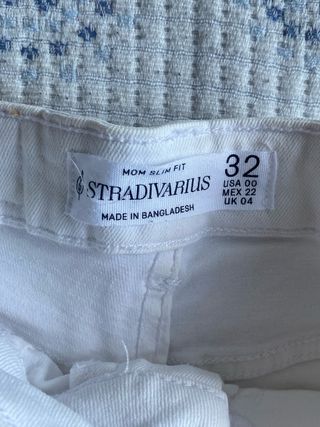 MOM SLIM FIT
STRADIVARIUS
MADE IN BANGLADESH
32
USA 00
MEX 22
UK 04